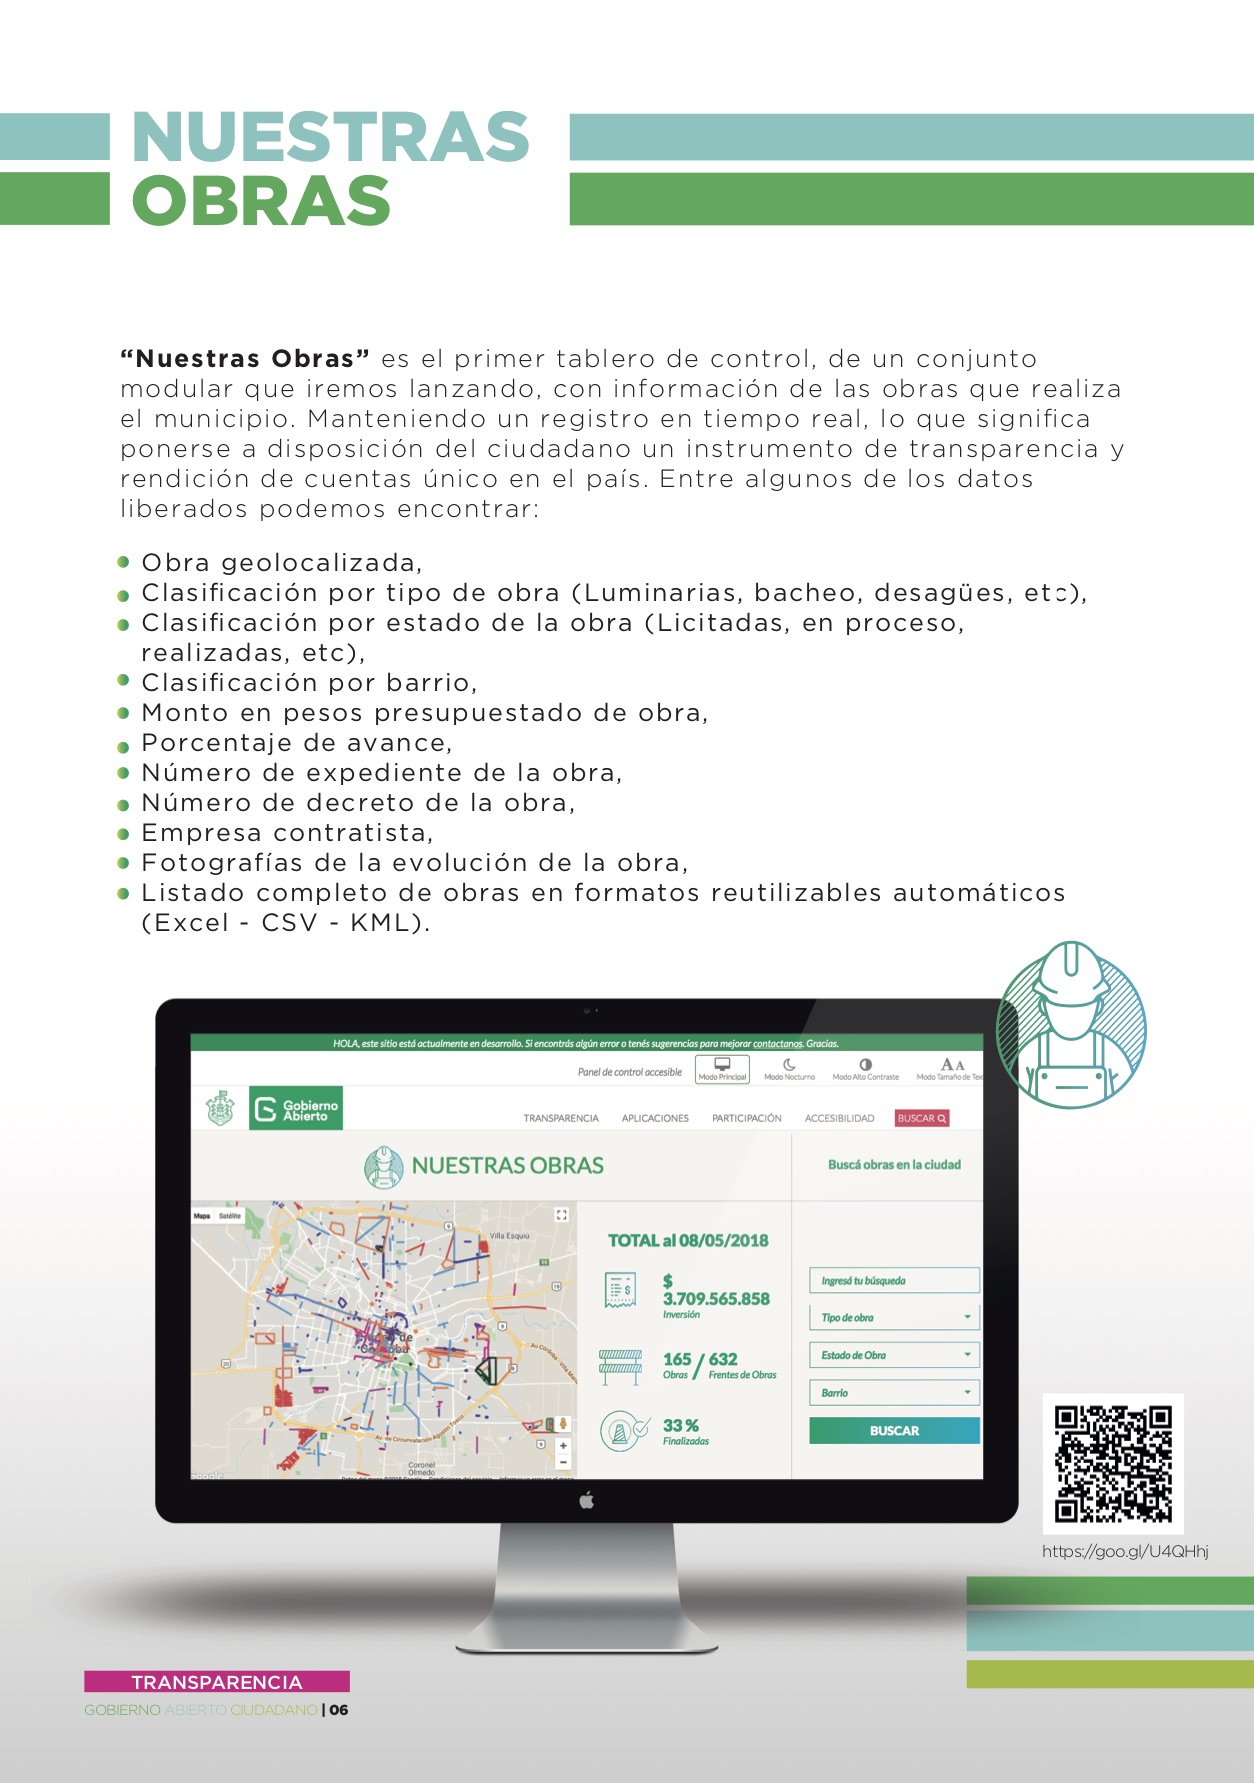 NUESTRAS
OBRAS
“Nuestras Obras” es el primer tablero de control, de un conjunto
modular que iremos lanzando, con información de las obras que realiza
el municipio. Manteniendo un registro en tiempo real, lo que significa
ponerse a disposición del ciudadano un instrumento de transparencia y
rendición de cuentas único en el país. Entre algunos de los datos
liberados podemos encontrar:
Obra geolocalizada,
Clasificación por tipo de obra (Luminarias, bacheo, desagües, etc),
Clasificación por estado de la obra (Licitadas, en proceso,
realizadas, etc),
Clasificación por barrio,
Monto en pesos presupuestado de obra,
Porcentaje de avance,
Número de expediente de la obra,
Número de decreto de la obra,
Empresa contratista,
Fotografías de la evolución de la obra,
Listado completo de obras en formatos reutilizables automáticos
(Excel - CSV - KML).
HOLA, este sitio está actualmente en desarrollo. Si encontrás algún error o tenés sugerencias para mejorar contactanos. Gracias.
Panel de control accesible
Modo Principal
Modo Nocturno
Modo Alto Contraste
AA
Modo Tamaño de Tex
G Gobierno
Abierto
TRANSPARENCIA
APLICACIONES
PARTICIPACIÓN
ACCESIBILIDAD
BUSCAR
NUESTRAS OBRAS
Buscá obras en la ciudad
Mapa
Satélite
Villa Esquiú
9
19
20
9
9
Av. de Circunvalación Agustín Tosco
Coronel
Olmedo
+
−
TOTAL al 08/05/2018
$
3.709.565.858
Inversión
165 / 632
Obras
Frentes de Obras
33 %
Finalizadas
Ingresá tu búsqueda
Tipo de obra
Estado de Obra
Barrio
BUSCAR
https://goo.gl/U4QHhj
TRANSPARENCIA
GOBIERNO ABIERTO CIUDADANO | 06